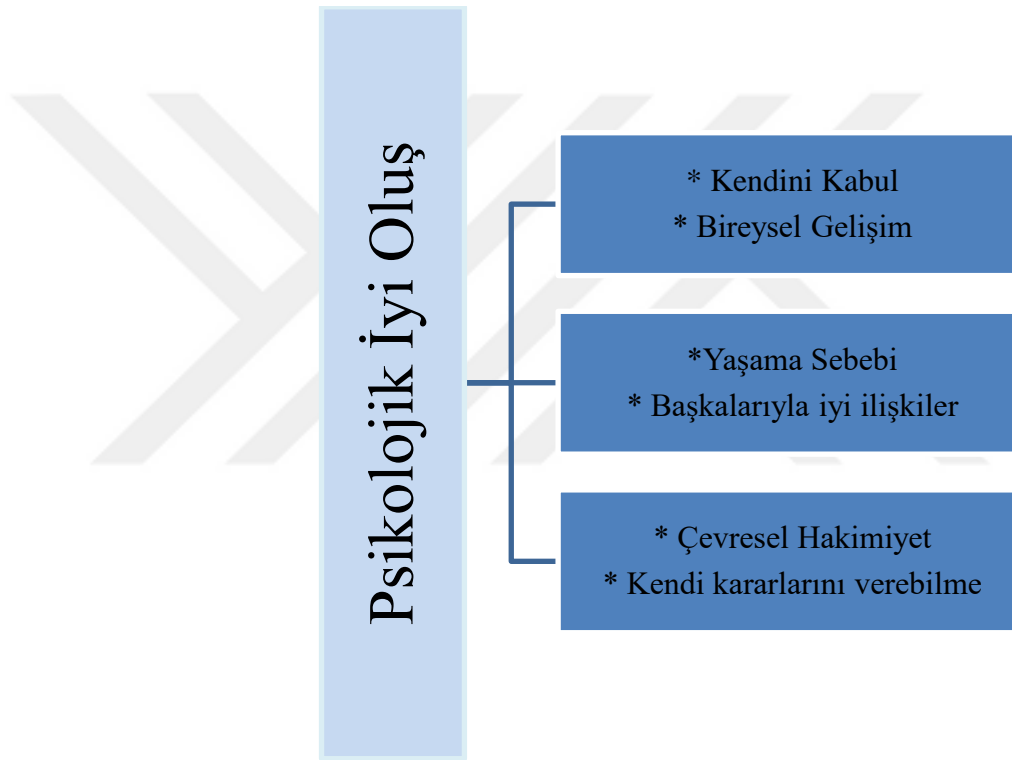 Psikolojik İyi Oluş
* Kendini Kabul
* Bireysel Gelişim
*Yaşama Sebebi
* Başkalarıyla iyi ilişkiler
* Çevresel Hakimiyet
* Kendi kararlarını verebilme